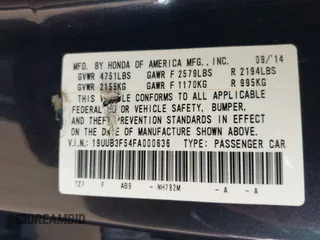 MFD. BY HONDA OF AMERICA MFG., INC. 09/14
GVWR 4751LBS GAWR F 2579LBS R 2194LBS
GVWR 2155KG GAWR F 1170KG R 995KG
THIS VEHICLE CONFORMS TO ALL APPLICABLE
FEDERAL MOTOR VEHICLE SAFETY, BUMPER,
AND THEFT PREVENTION STANDARDS IN EFFECT
ON THE DATE OF MANUFACTURE SHOWN ABOVE.
V.I.N.: 19UUB3F54FA000636 TYPE: PASSENGER CAR
TZ7 F AB9 - NH782M - A - A
STREDRAMBID